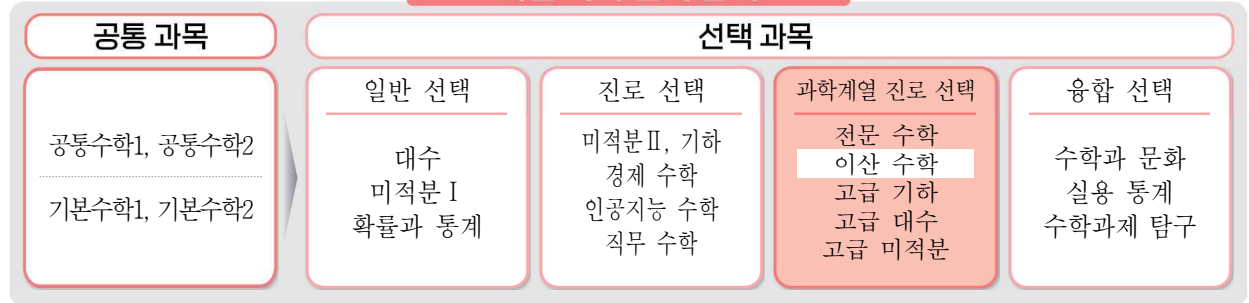 공통 과목
선택 과목
공통수학1, 공통수학2
기본수학1, 기본수학2
일반 선택
대수
미적분Ⅰ
확률과 통계
진로 선택
미적분Ⅱ, 기하
경제 수학
인공지능 수학
직무 수학
과학계열 진로 선택
전문 수학
이산 수학
고급 기하
고급 대수
고급 미적분
융합 선택
수학과 문화
실용 통계
수학과제 탐구